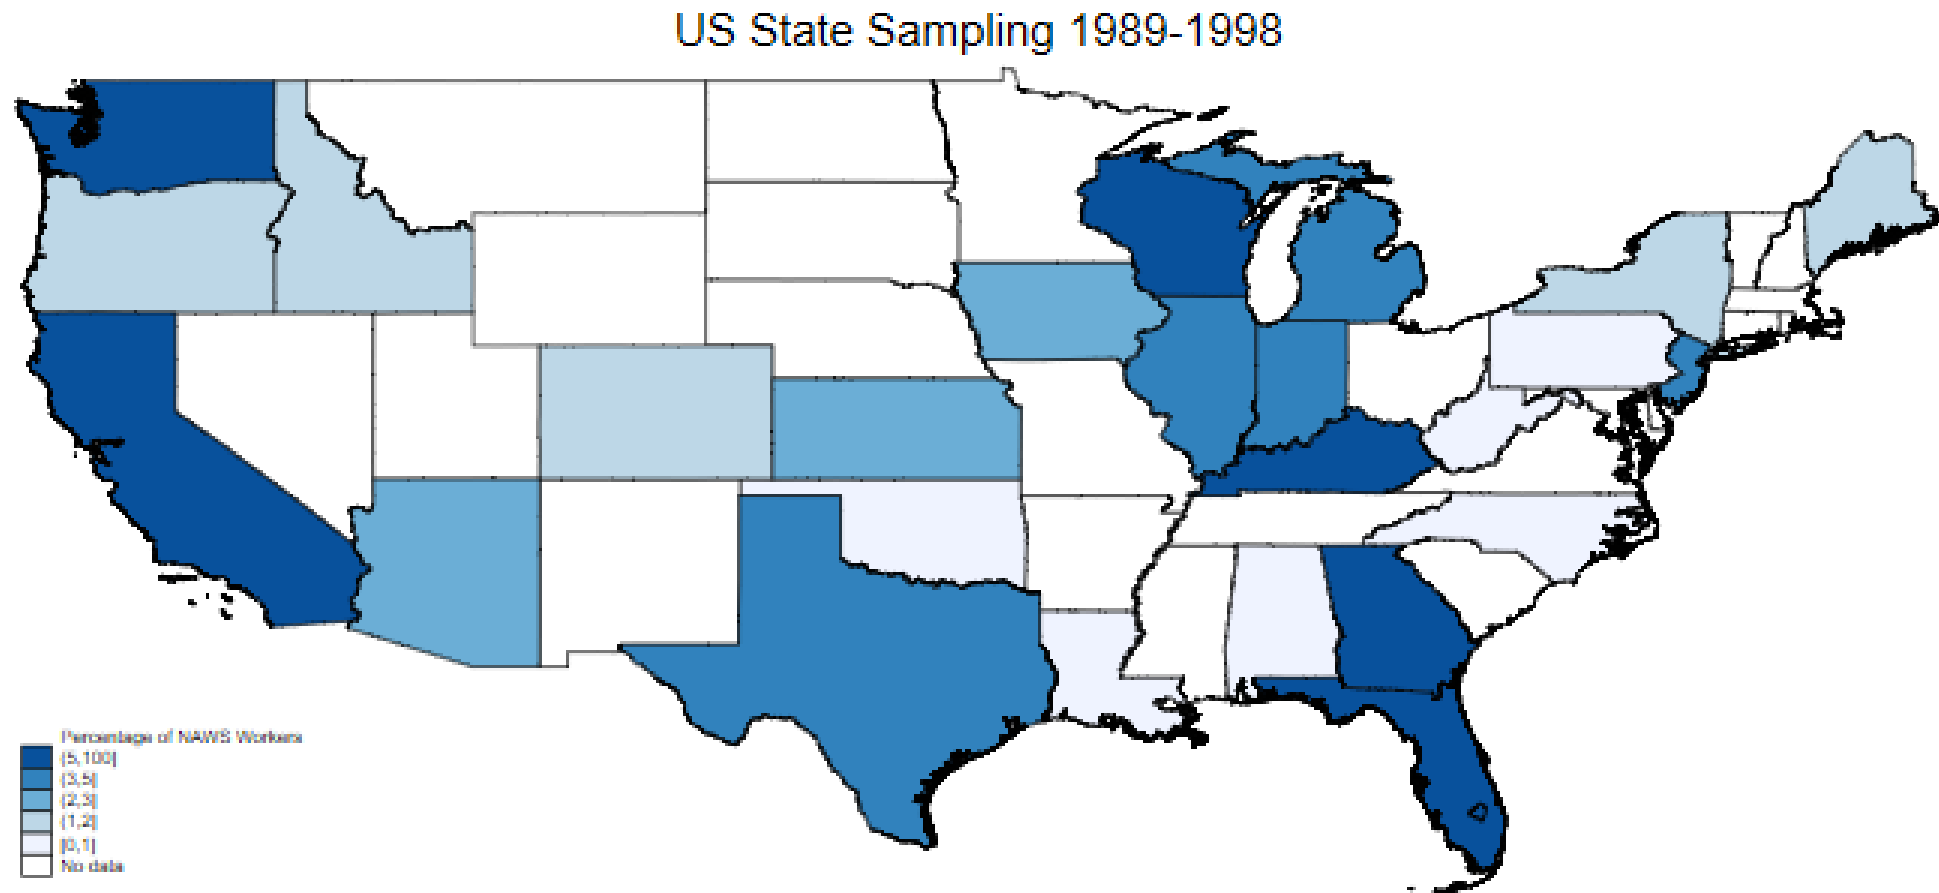 US State Sampling 1989-1998
Percentage of NAWS Workers
(5,100]
(3,5]
(2,3]
(1,2]
[0,1]
No data